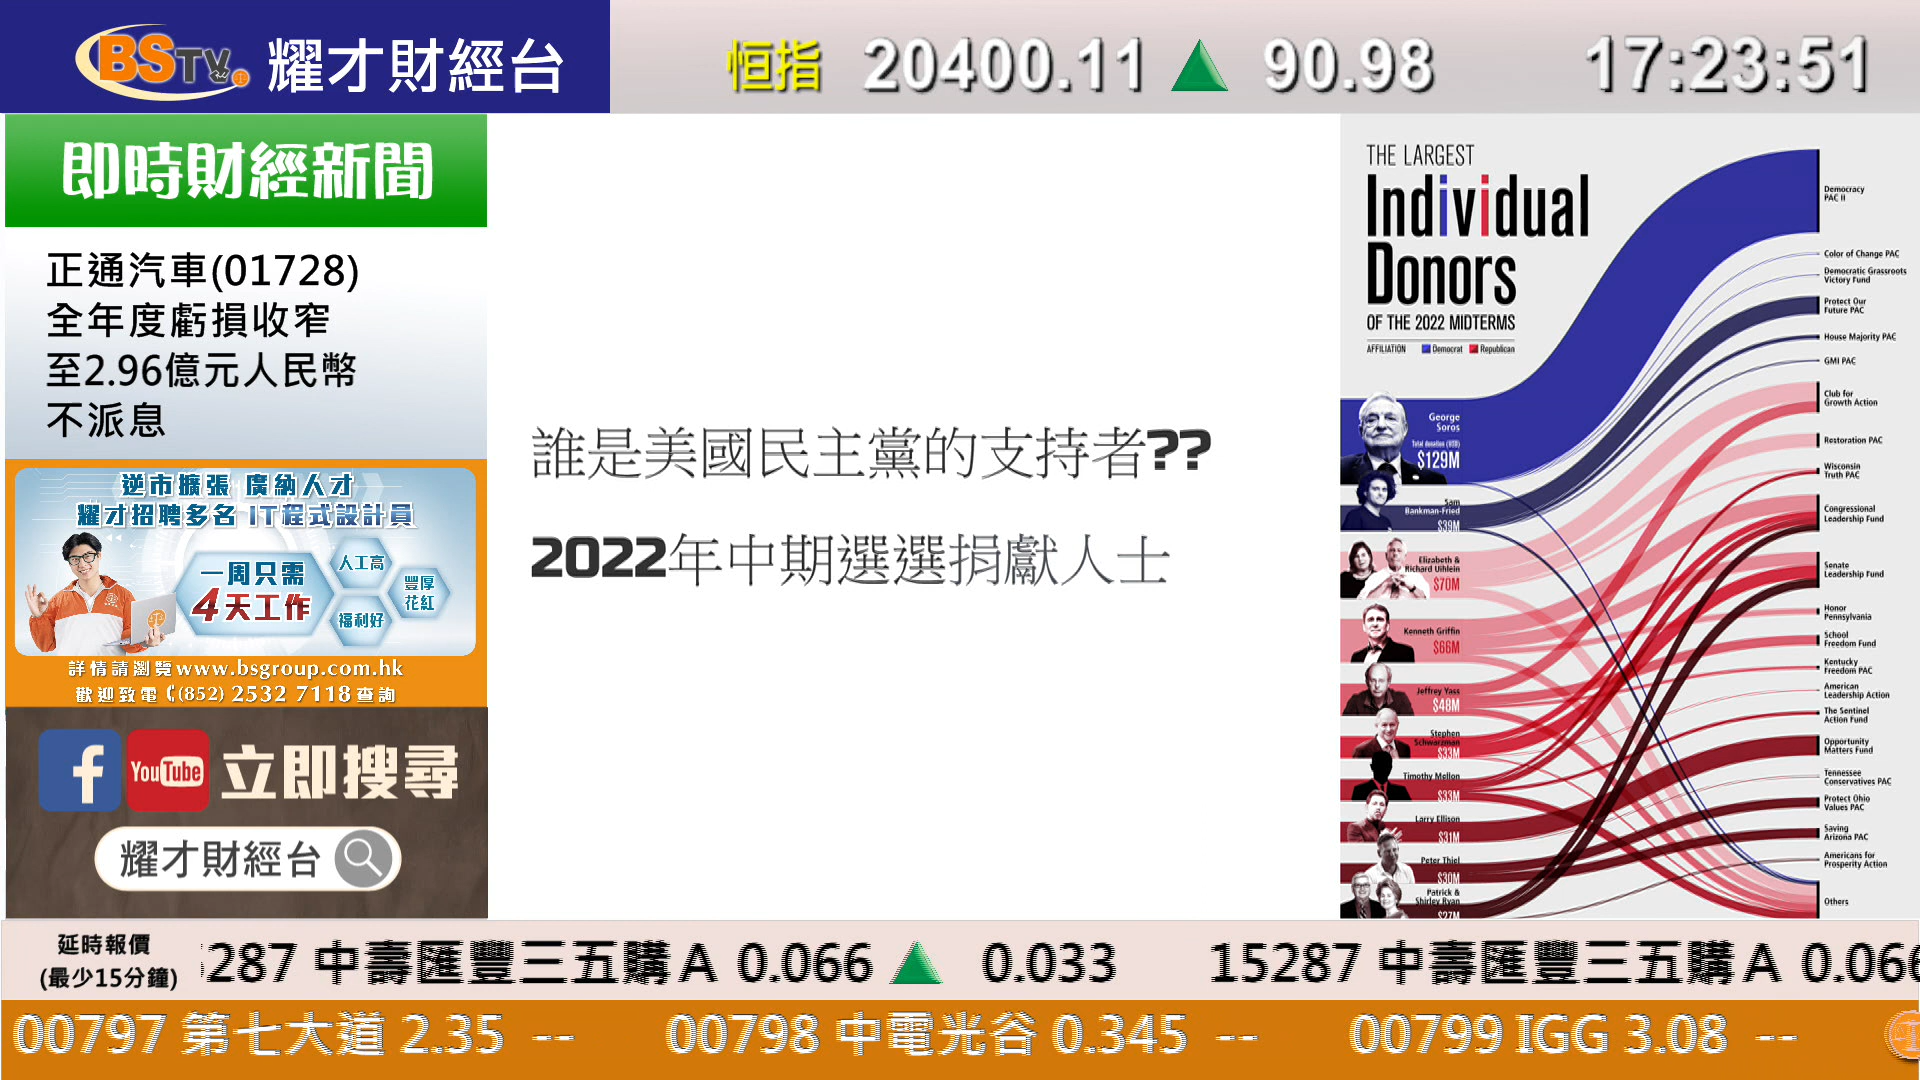 BSTV 耀才財經台
恒指 20400.11 ▲ 90.98 17:23:51
即時財經新聞
正通汽車(01728)
全年度虧損收窄
至2.96億元人民幣
不派息
逆市擴張 廣納人才
耀才招聘多名 IT程式設計員
一周只需
4天工作
人工高
福利好
豐厚
花紅
詳情請瀏覽www.bsgroup.com.hk
歡迎致電 (852) 2532 7118 查詢
f YouTube 立即搜尋
耀才財經台
誰是美國民主黨的支持者??
2022年中期選選捐獻人士
THE LARGEST
Individual
Donors
OF THE 2022 MIDTERMS
AFFILIATION Democrat Republican
George
Soros
Total donation (USD)
$129M
Sam
Bankman-Fried
$39M
Elizabeth &
Richard Uihlein
$70M
Kenneth Griffin
$66M
Jeffrey Yass
$48M
Stephen
Schwarzman
$33M
Timothy Mellon
$33M
Larry Ellison
$31M
Peter Thiel
$30M
Patrick &
Shirley Ryan
$27M
Democracy
PAC II
Color of Change PAC
Democratic Grassroots
Victory Fund
Protect Our
Future PAC
House Majority PAC
GMI PAC
Club for
Growth Action
Restoration PAC
Wisconsin
Truth PAC
Congressional
Leadership Fund
Senate
Leadership Fund
Honor
Pennsylvania
School
Freedom Fund
Kentucky
Freedom PAC
American
Leadership Action
The Sentinel
Action Fund
Opportunity
Matters Fund
Tennessee
Conservatives PAC
Protect Ohio
Values PAC
Saving
Arizona PAC
Americans for
Prosperity Action
Others
延時報價
(最少15分鐘)
287 中壽匯豐三五購A 0.066 ▲ 0.033 15287 中壽匯豐三五購A 0.066
00797 第七大道 2.35 -- 00798 中電光谷 0.345 -- 00799 IGG 3.08 --